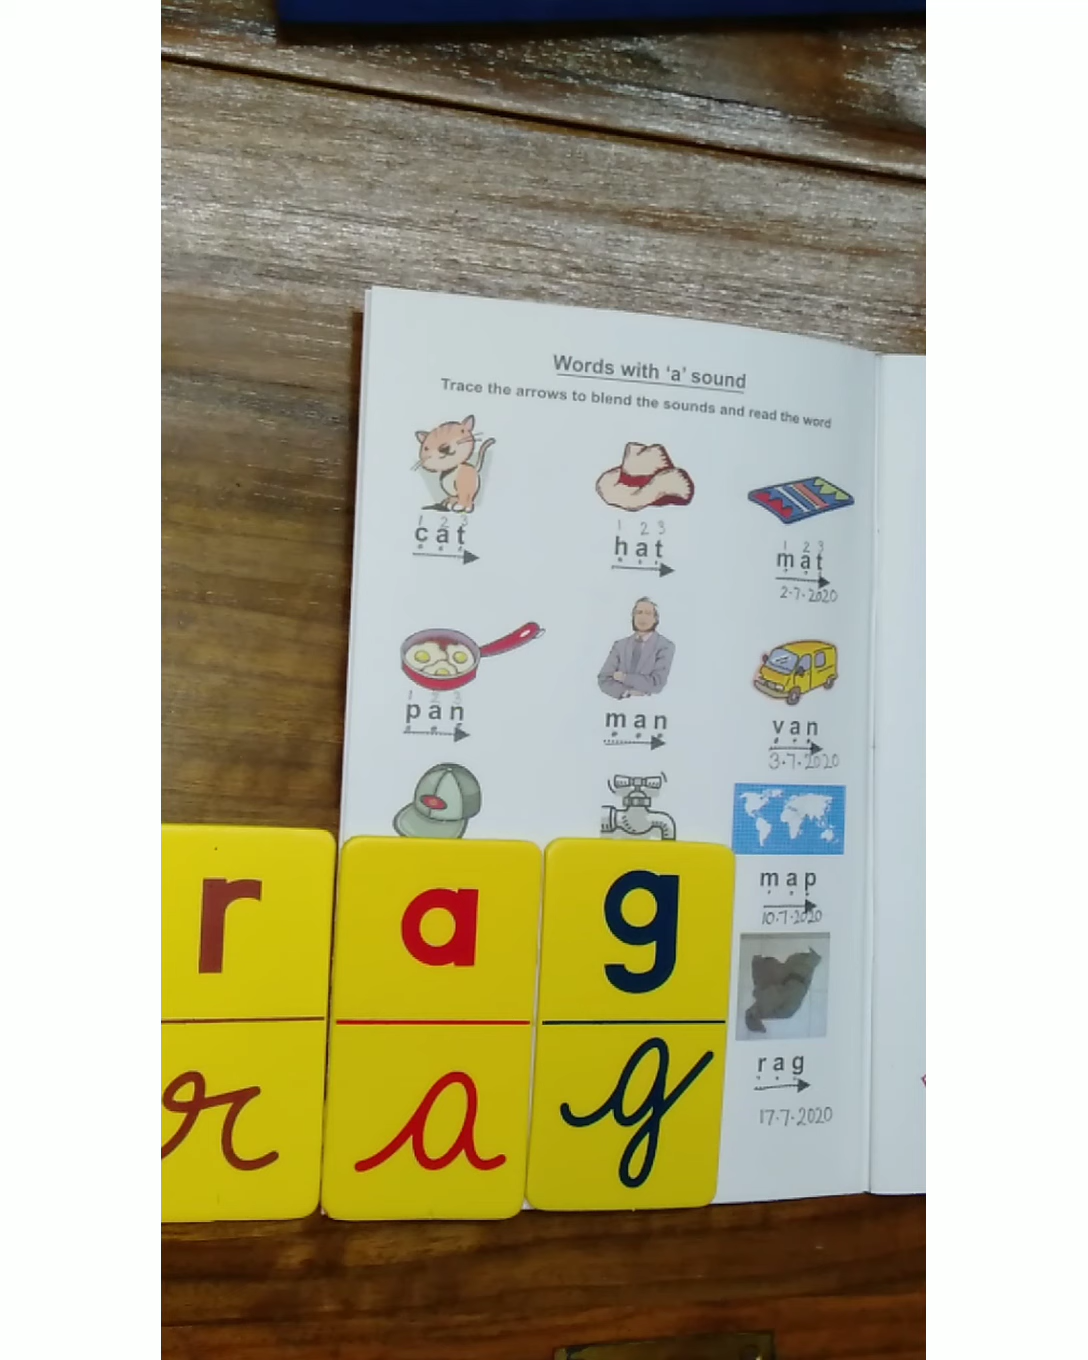 Words with 'a' sound
Trace the arrows to blend the sounds and read the word
1 2 3
cat
1 2 3
hat
1 2 3
mat
2.7.2020
1 2 3
pan
man
van
3.7.2020
map
10.7.2020
rag
17.7.2020
r a g
r a g